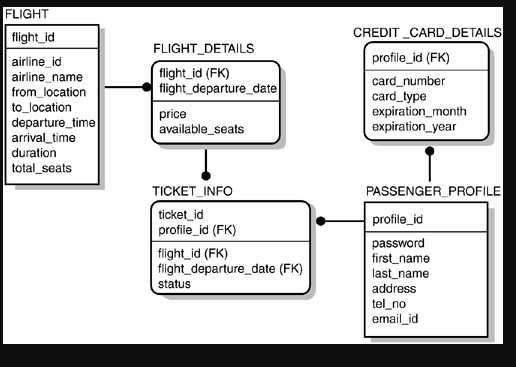 FLIGHT
flight_id
airline_id
airline_name
from_location
to_location
departure_time
arrival_time
duration
total_seats
FLIGHT_DETAILS
flight_id (FK)
flight_departure_date
price
available_seats
CREDIT _CARD_DETAILS
profile_id (FK)
card_number
card_type
expiration_month
expiration_year
TICKET_INFO
ticket_id
profile_id (FK)
flight_id (FK)
flight_departure_date (FK)
status
PASSENGER_PROFILE
profile_id
password
first_name
last_name
address
tel_no
email_id